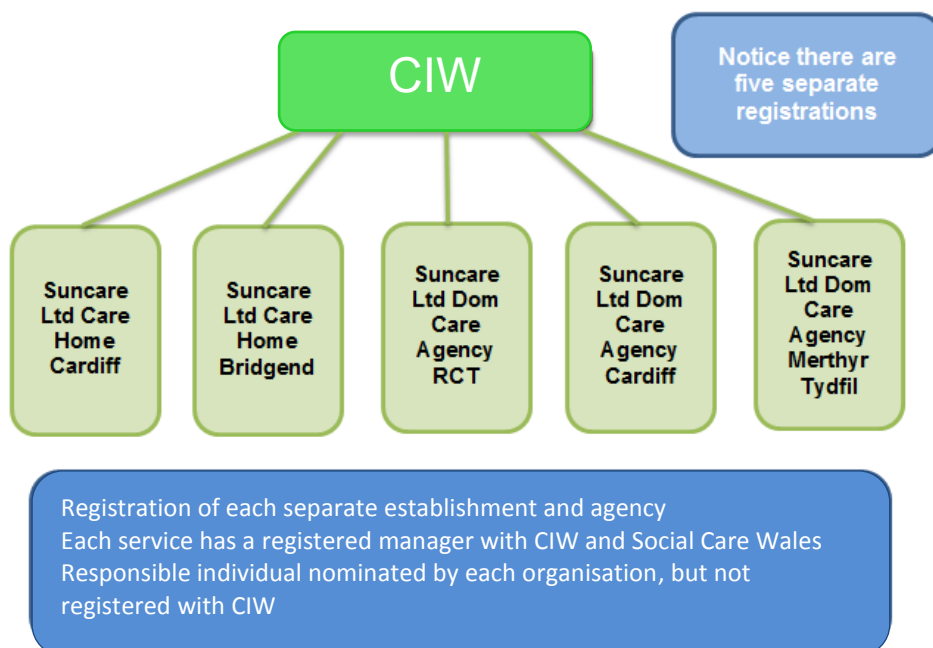 CIW
Notice there are
five separate
registrations
Suncare
Ltd Care
Home
Cardiff
Suncare
Ltd Care
Home
Bridgend
Suncare
Ltd Dom
Care
Agency
RCT
Suncare
Ltd Dom
Care
Agency
Cardiff
Suncare
Ltd Dom
Care
Agency
Merthyr
Tydfil
Registration of each separate establishment and agency
Each service has a registered manager with CIW and Social Care Wales
Responsible individual nominated by each organisation, but not
registered with CIW